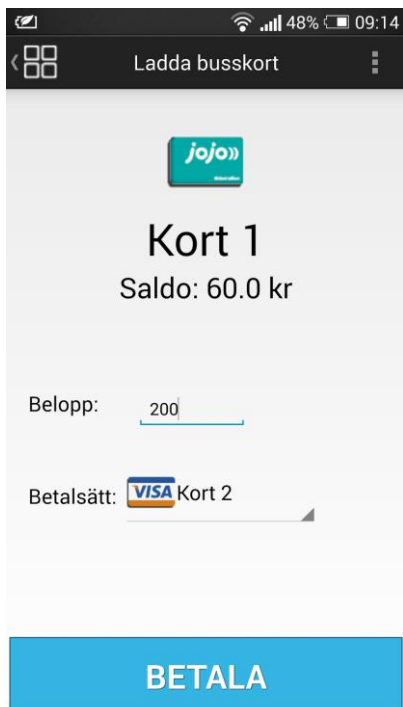 48% 09:14
Ladda busskort
jojo
Kort 1
Saldo: 60.0 kr
Belopp: 200
Betalsätt: VISA Kort 2
BETALA